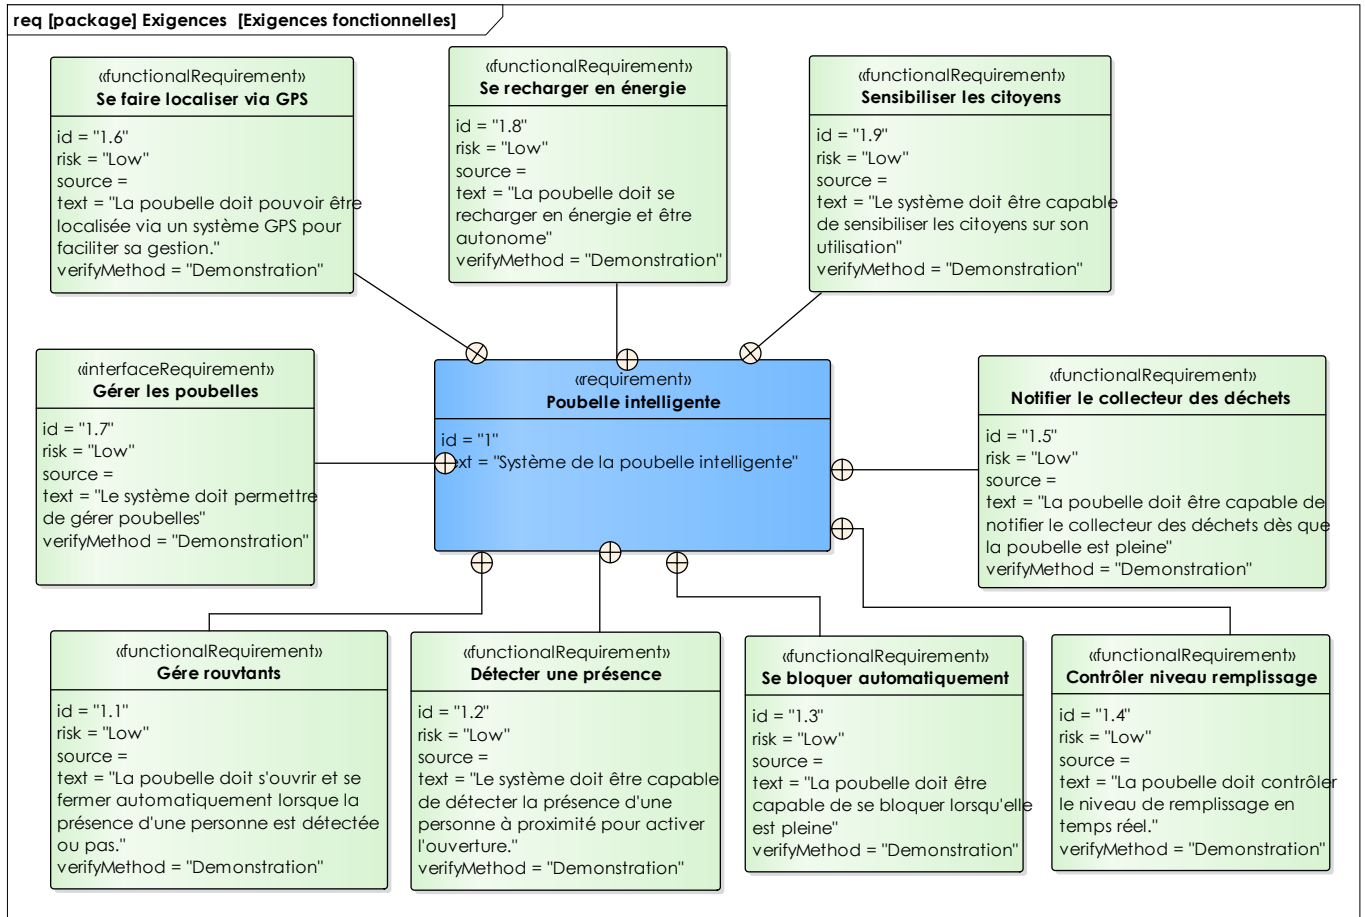 req [package] Exigences [Exigences fonctionnelles]
«functionalRequirement»
Se faire localiser via GPS
id = "1.6"
risk = "Low"
source =
text = "La poubelle doit pouvoir être
localisée via un système GPS pour
faciliter sa gestion."
verifyMethod = "Demonstration"
«functionalRequirement»
Se recharger en énergie
id = "1.8"
risk = "Low"
source =
text = "La poubelle doit se
recharger en énergie et être
autonome"
verifyMethod = "Demonstration"
«functionalRequirement»
Sensibiliser les citoyens
id = "1.9"
risk = "Low"
source =
text = "Le système doit être capable
de sensibiliser les citoyens sur son
utilisation"
verifyMethod = "Demonstration"
«interfaceRequirement»
Gérer les poubelles
id = "1.7"
risk = "Low"
source =
text = "Le système doit permettre
de gérer poubelles"
verifyMethod = "Demonstration"
«requirement»
Poubelle intelligente
id = "1"
text = "Système de la poubelle intelligente"
«functionalRequirement»
Notifier le collecteur des déchets
id = "1.5"
risk = "Low"
source =
text = "La poubelle doit être capable de
notifier le collecteur des déchets dès que
la poubelle est pleine"
verifyMethod = "Demonstration"
«functionalRequirement»
Gére rouvtants
id = "1.1"
risk = "Low"
source =
text = "La poubelle doit s'ouvrir et se
fermer automatiquement lorsque la
présence d'une personne est détectée
ou pas."
verifyMethod = "Demonstration"
«functionalRequirement»
Détecter une présence
id = "1.2"
risk = "Low"
source =
text = "Le système doit être capable
de détecter la présence d'une
personne à proximité pour activer
l'ouverture."
verifyMethod = "Demonstration"
«functionalRequirement»
Se bloquer automatiquement
id = "1.3"
risk = "Low"
source =
text = "La poubelle doit être
capable de se bloquer lorsqu'elle
est pleine"
verifyMethod = "Demonstration"
«functionalRequirement»
Contrôler niveau remplissage
id = "1.4"
risk = "Low"
source =
text = "La poubelle doit contrôler
le niveau de remplissage en
temps réel."
verifyMethod = "Demonstration"